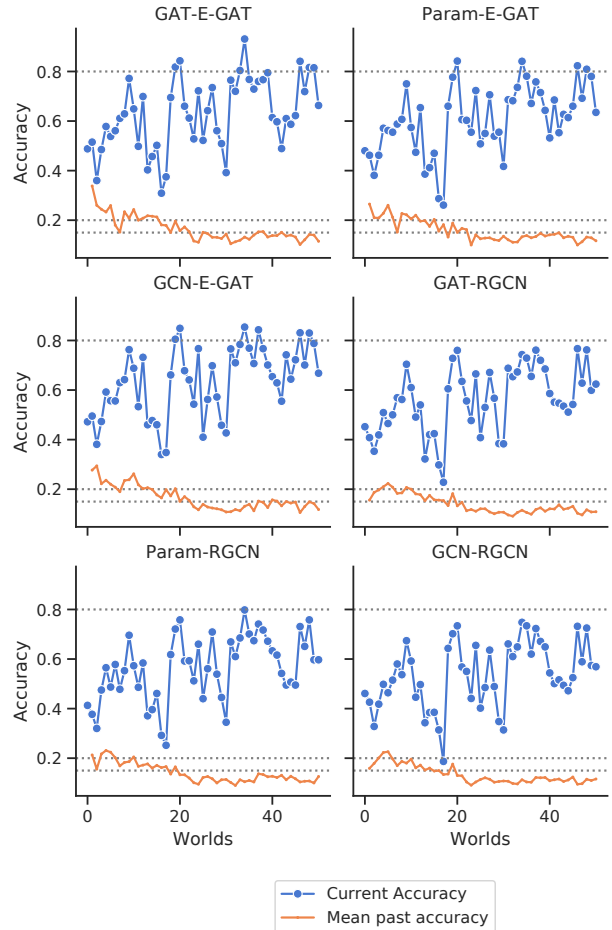 GAT-E-GAT
Param-E-GAT
Accuracy
0.8
0.6
0.4
0.2
GCN-E-GAT
GAT-RGCN
Accuracy
0.8
0.6
0.4
0.2
Param-RGCN
GCN-RGCN
Accuracy
0.8
0.6
0.4
0.2
0 20 40
0 20 40
Worlds
Worlds
Current Accuracy
Mean past accuracy